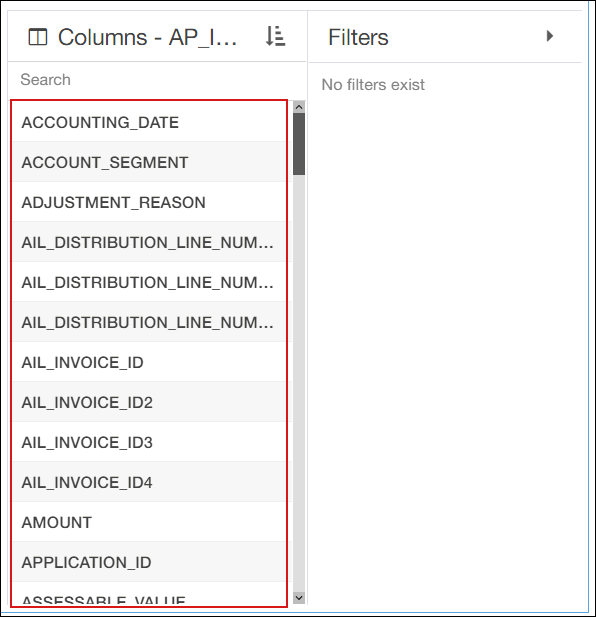 Columns - AP_I...
Filters
Search
No filters exist
ACCOUNTING_DATE
ACCOUNT_SEGMENT
ADJUSTMENT_REASON
AIL_DISTRIBUTION_LINE_NUM...
AIL_DISTRIBUTION_LINE_NUM...
AIL_DISTRIBUTION_LINE_NUM...
AIL_INVOICE_ID
AIL_INVOICE_ID2
AIL_INVOICE_ID3
AIL_INVOICE_ID4
AMOUNT
APPLICATION_ID
ASSESSABLE_VALUE